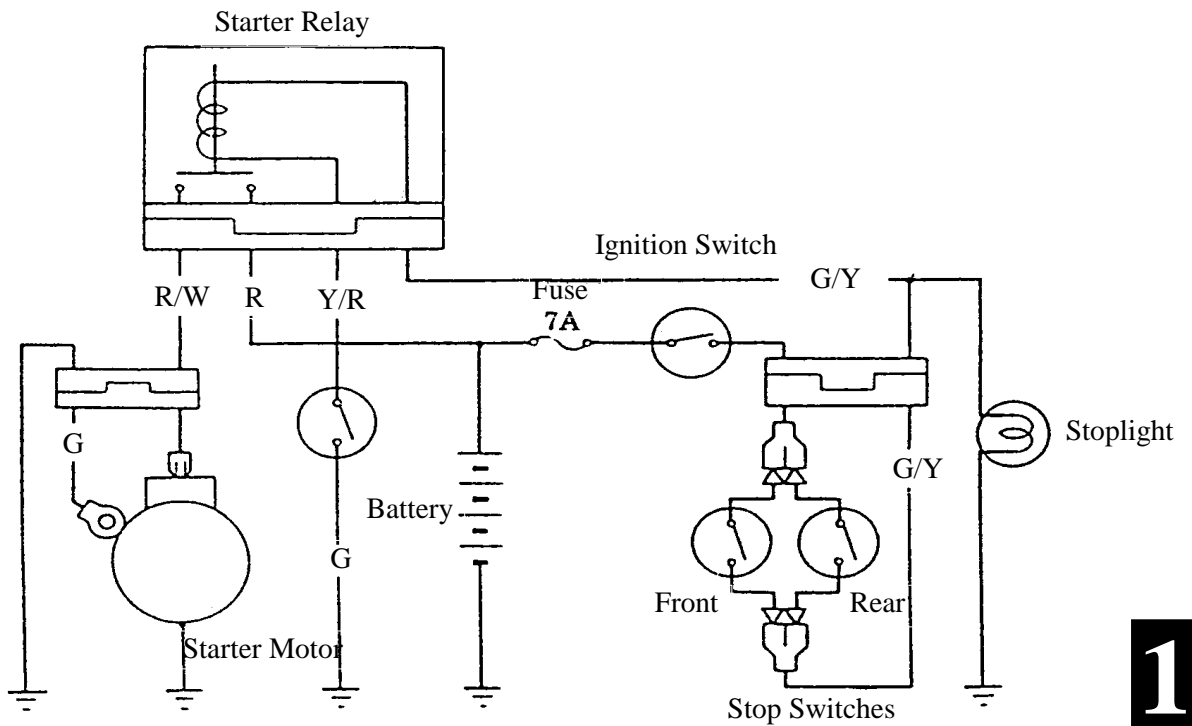 Starter Relay
Ignition Switch
R/W R Y/R Fuse G/Y
7A
G
Stoplight
G/Y
Battery
G
Front Rear
Starter Motor
Stop Switches
1